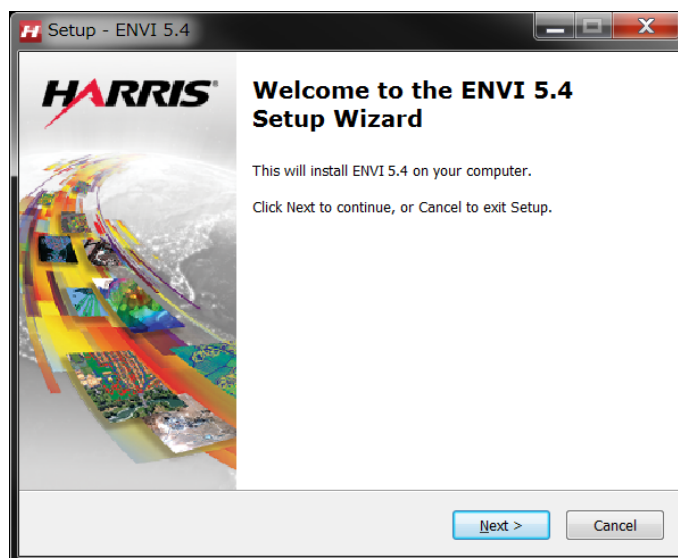 Setup - ENVI 5.4
HARRIS®
Welcome to the ENVI 5.4
Setup Wizard
This will install ENVI 5.4 on your computer.
Click Next to continue, or Cancel to exit Setup.
Next >
Cancel